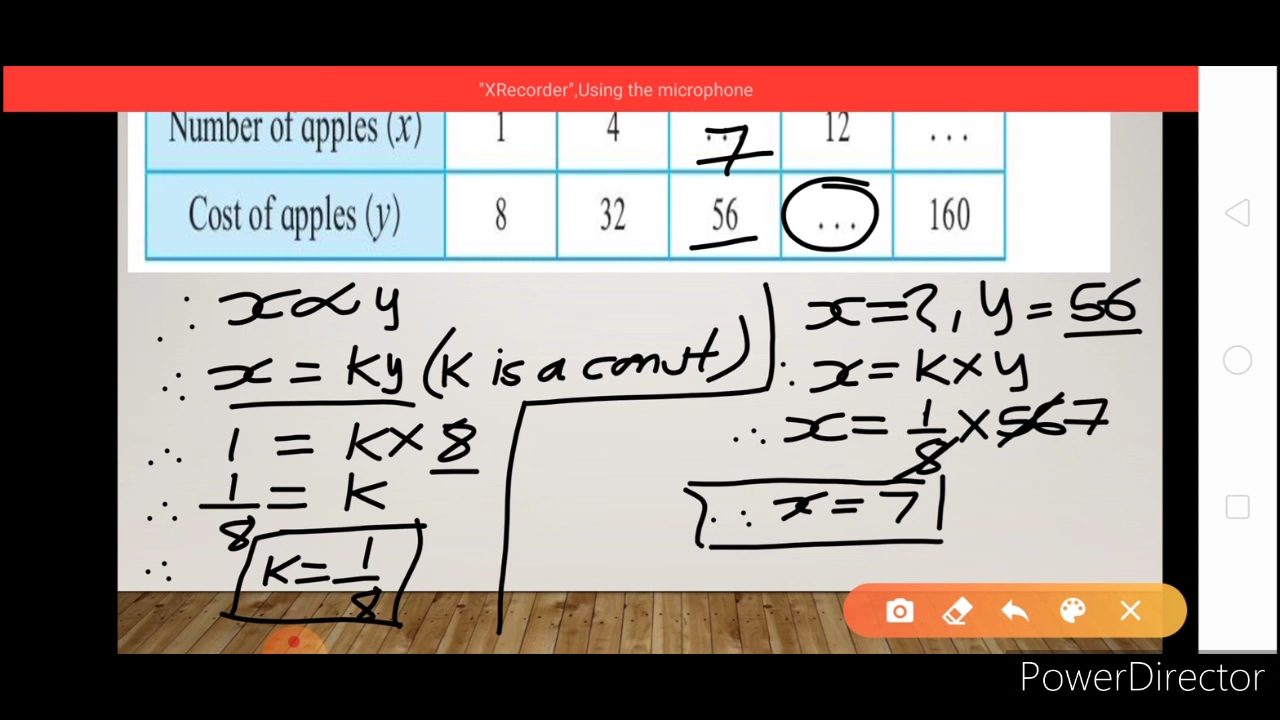 "XRecorder",Using the microphone
Number of apples (x) 1 4 7 12 ...
Cost of apples (y) 8 32 56 ... 160
∴ x ∝ y
∴ x = ky (k is a const)
∴ 1 = k × 8
∴ 1/8 = k
∴ k = 1/8
x = ?, y = 56
∴ x = k × y
∴ x = 1/8 × 56 7
∴ x = 7
PowerDirector